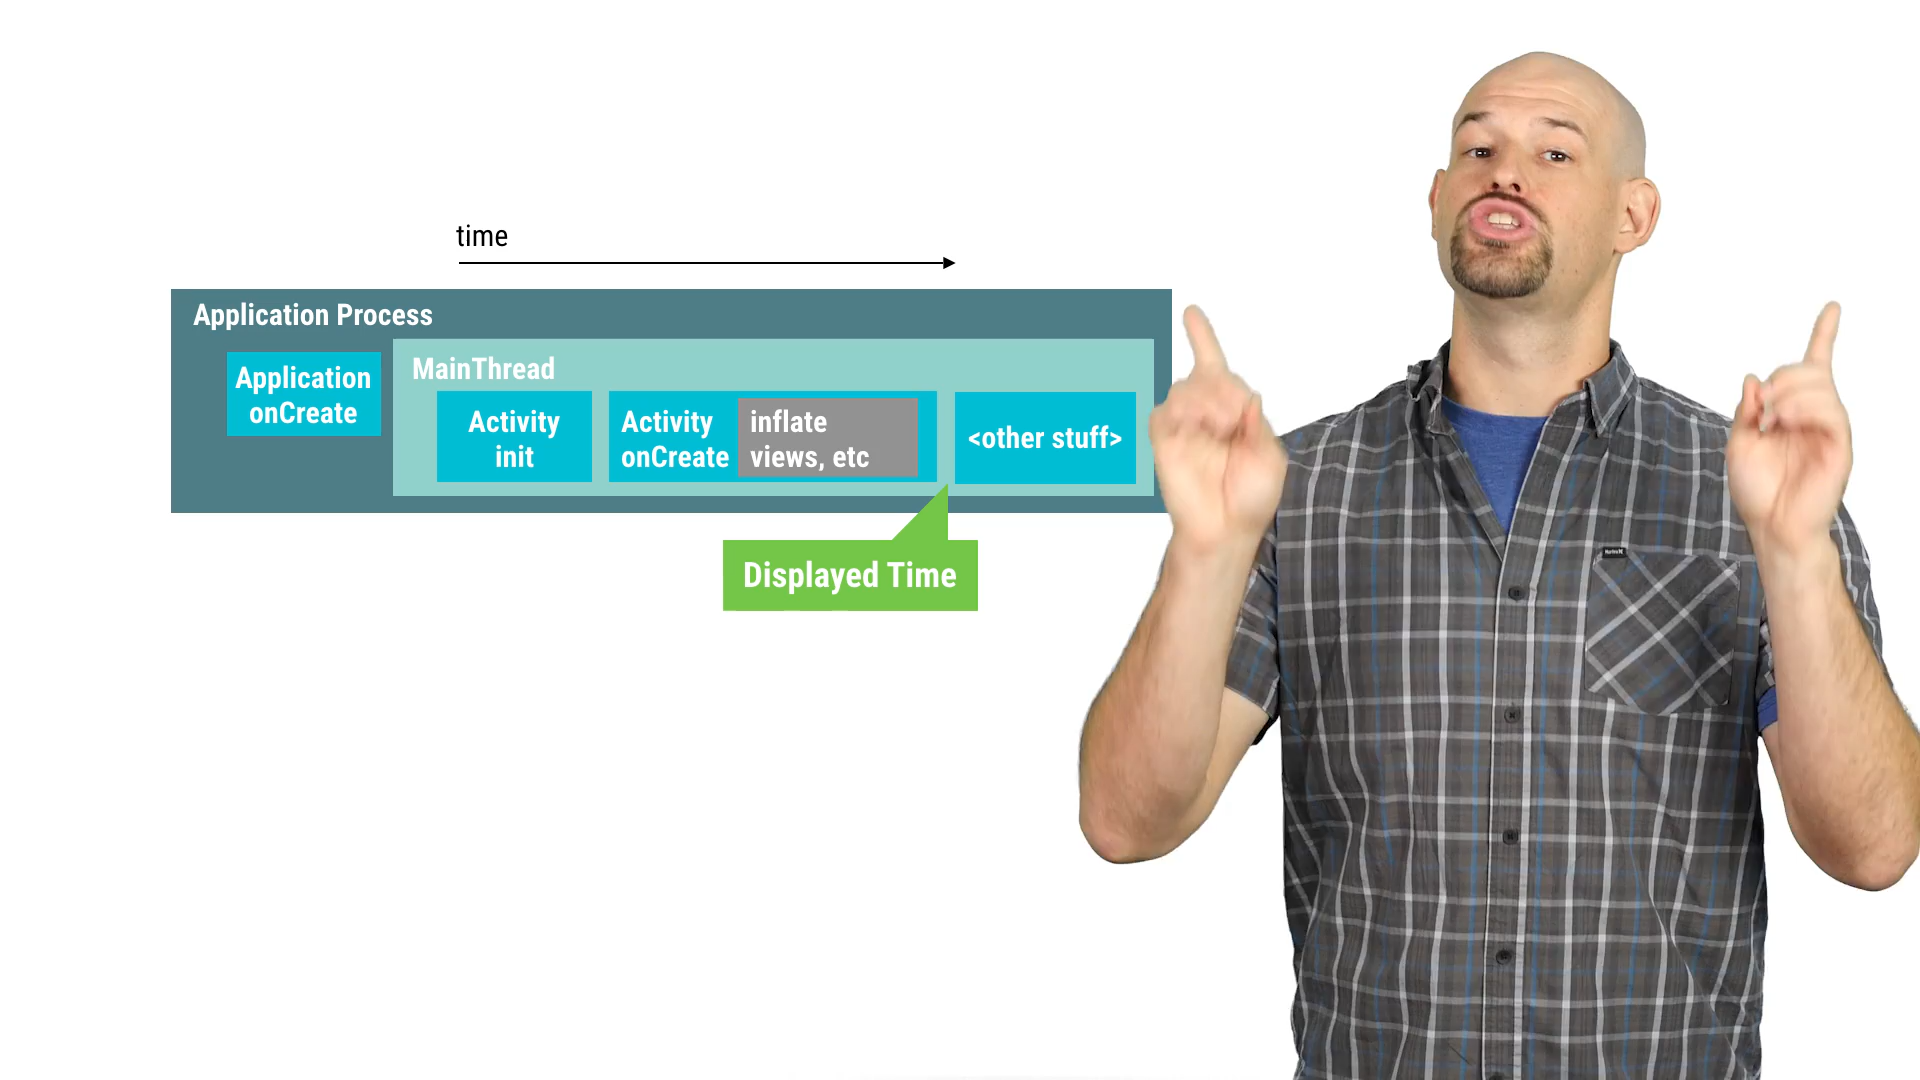 time
Application Process
Application
onCreate
MainThread
Activity
init
Activity
onCreate
inflate
views, etc
<other stuff>
Displayed Time